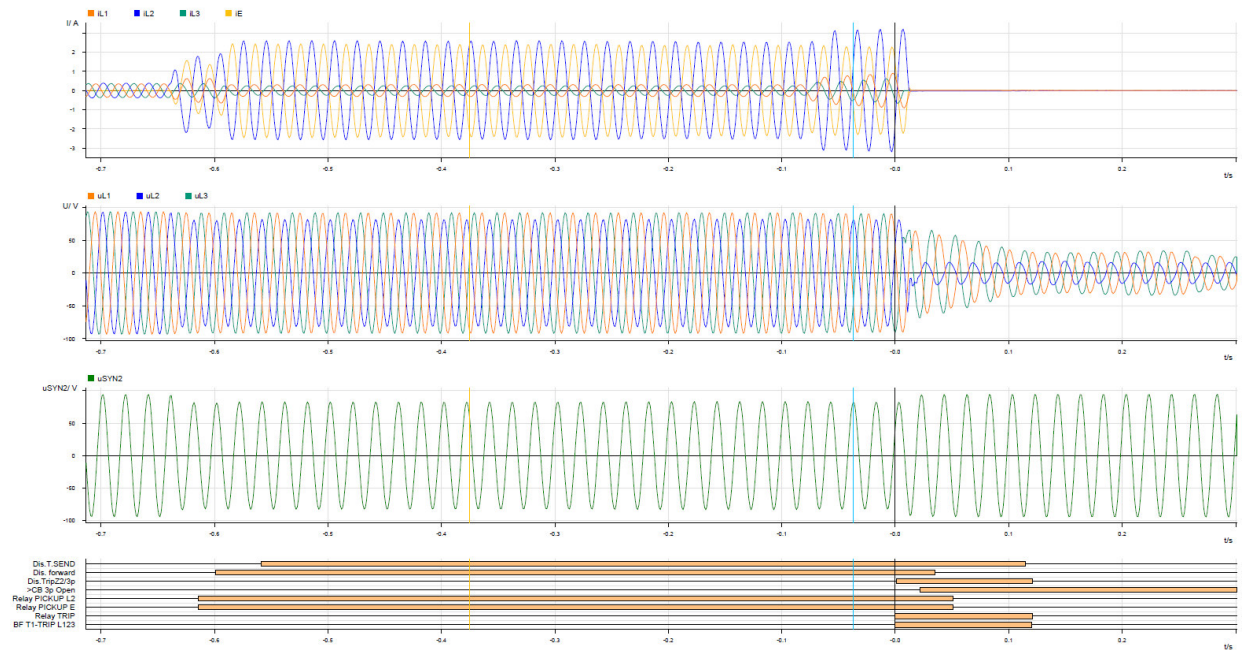 iL1 iL2 iL3 iE
I/ A
2
1
0
-1
-2
-3
-0.7 -0.6 -0.5 -0.4 -0.3 -0.2 -0.1 -0.0 0.1 0.2
t/s
uL1 uL2 uL3
U/ V
50
0
-50
-100
-0.7 -0.6 -0.5 -0.4 -0.3 -0.2 -0.1 -0.0 0.1 0.2
t/s
uSYN2
uSYN2/ V
50
0
-50
-100
-0.7 -0.6 -0.5 -0.4 -0.3 -0.2 -0.1 -0.0 0.1 0.2
t/s
Dis.T.SEND
Dis. forward
Dis.TripZ2/3p
>CB 3p Open
Relay PICKUP L2
Relay PICKUP E
Relay TRIP
BF T1-TRIP L123
-0.7 -0.6 -0.5 -0.4 -0.3 -0.2 -0.1 -0.0 0.1 0.2
t/s